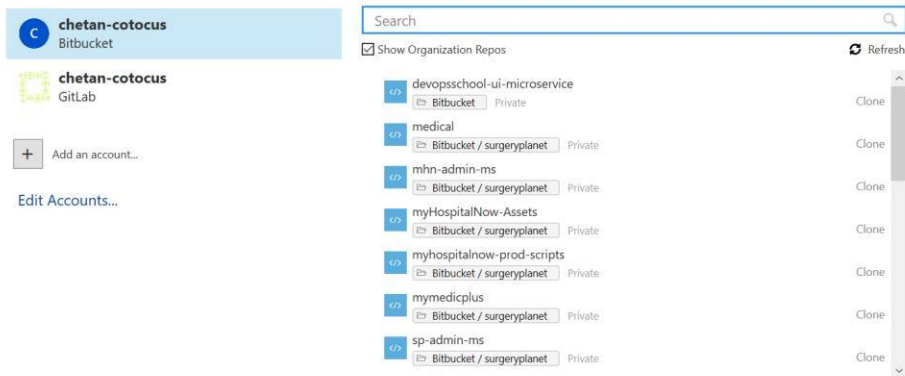 C
chetan-cotocus
Bitbucket
chetan-cotocus
GitLab
+ Add an account...
Edit Accounts...
Search
Show Organization Repos
Refresh
devopsschool-ui-microservice
Bitbucket Private Clone
medical
Bitbucket / surgeryplanet Private Clone
mhn-admin-ms
Bitbucket / surgeryplanet Private Clone
myHospitalNow-Assets
Bitbucket / surgeryplanet Private Clone
myhospitalnow-prod-scripts
Bitbucket / surgeryplanet Private Clone
mymedicplus
Bitbucket / surgeryplanet Private Clone
sp-admin-ms
Bitbucket / surgeryplanet Private Clone